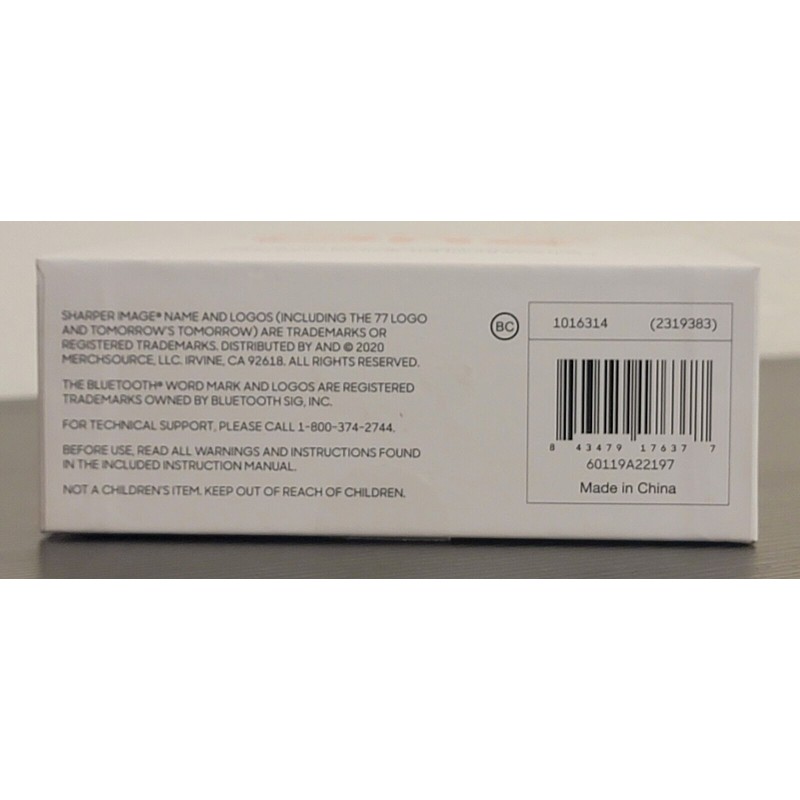 SHARPER IMAGE® NAME AND LOGOS (INCLUDING THE 77 LOGO
AND TOMORROW'S TOMORROW) ARE TRADEMARKS OR
REGISTERED TRADEMARKS. DISTRIBUTED BY AND © 2020
MERCHSOURCE, LLC. IRVINE, CA 92618. ALL RIGHTS RESERVED.
THE BLUETOOTH® WORD MARK AND LOGOS ARE REGISTERED
TRADEMARKS OWNED BY BLUETOOTH SIG, INC.
FOR TECHNICAL SUPPORT, PLEASE CALL 1-800-374-2744.
BEFORE USE, READ ALL WARNINGS AND INSTRUCTIONS FOUND
IN THE INCLUDED INSTRUCTION MANUAL.
NOT A CHILDREN'S ITEM. KEEP OUT OF REACH OF CHILDREN.
BC
1016314 (2319383)
8 43479 17637 7
60119A22197
Made in China